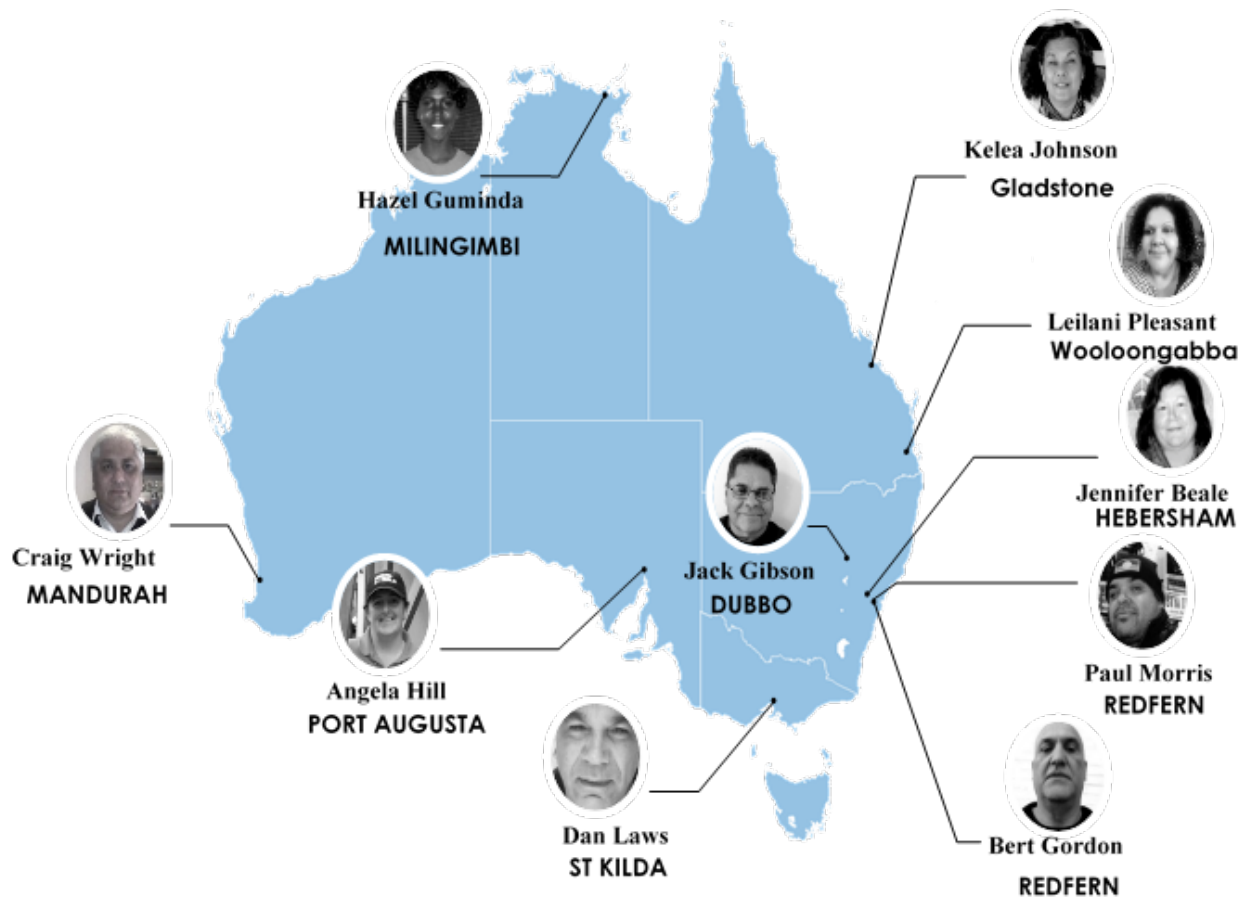 Kelea Johnson
Gladstone
Hazel Guminda
MILINGIMBI
Leilani Pleasant
Wooloongabba
Jennifer Beale
HEBERSHAM
Craig Wright
MANDURAH
Jack Gibson
DUBBO
Paul Morris
REDFERN
Angela Hill
PORT AUGUSTA
Dan Laws
ST KILDA
Bert Gordon
REDFERN